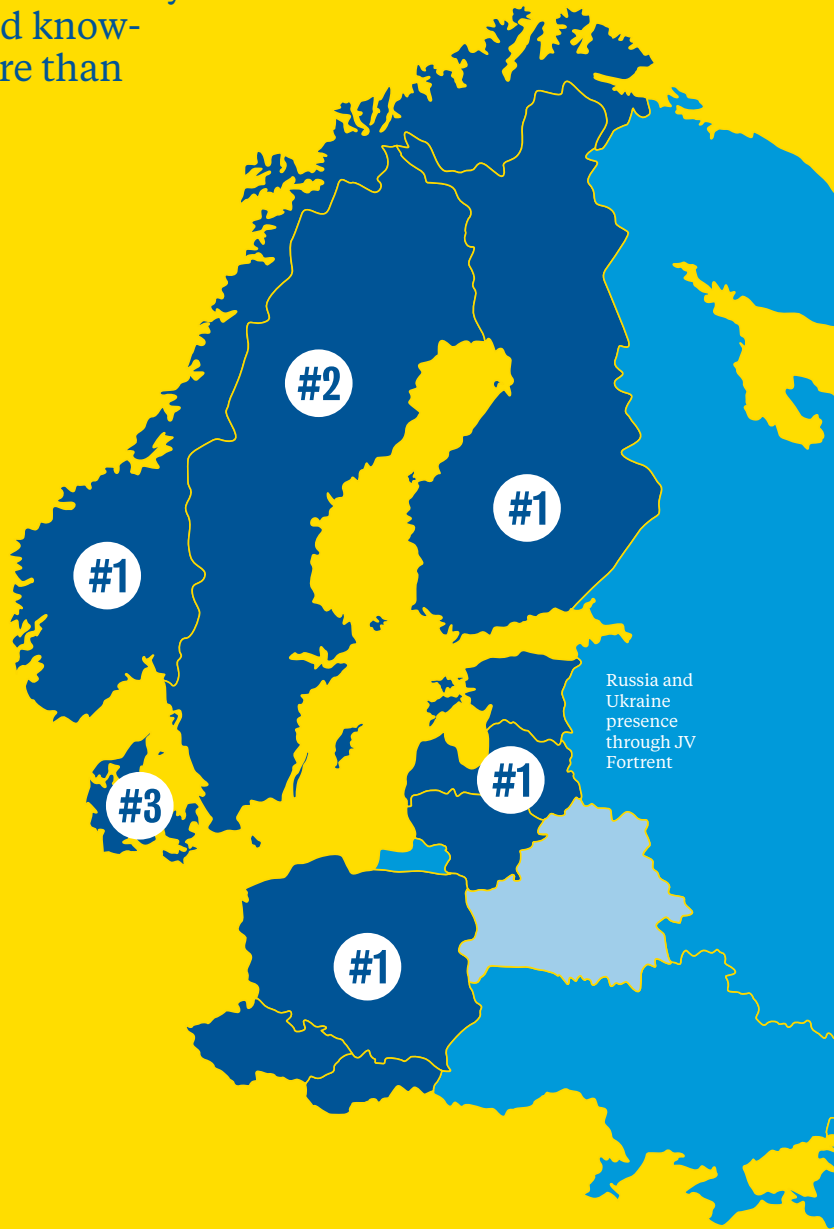 d know-
re than
#2
#1
#1
Russia and
Ukraine
presence
through JV
Fortrent
#1
#3
#1